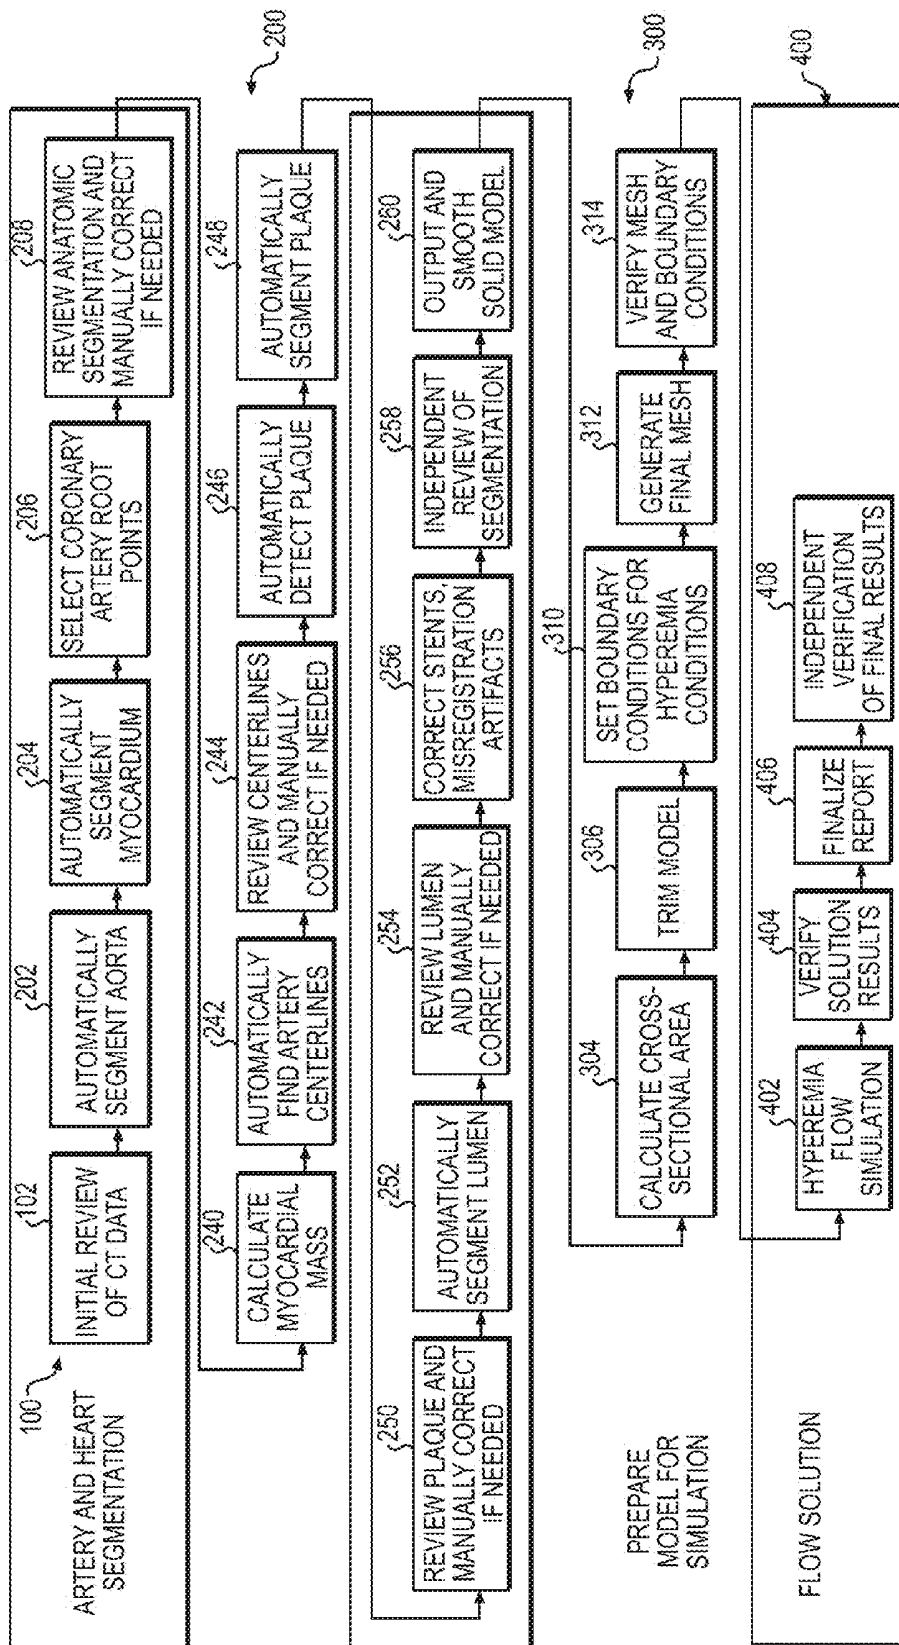 ARTERY AND HEART
SEGMENTATION
100
102
INITIAL REVIEW
OF CT DATA
202
AUTOMATICALLY
SEGMENT AORTA
204
AUTOMATICALLY
SEGMENT
MYOCARDIUM
206
SELECT CORONARY
ARTERY ROOT
POINTS
208
REVIEW ANATOMIC
SEGMENTATION AND
MANUALLY CORRECT
IF NEEDED
200
240
CALCULATE
MYOCARDIAL
MASS
242
AUTOMATICALLY
FIND ARTERY
CENTERLINES
244
REVIEW CENTERLINES
AND MANUALLY
CORRECT IF NEEDED
246
AUTOMATICALLY
DETECT PLAQUE
248
AUTOMATICALLY
SEGMENT PLAQUE
250
REVIEW PLAQUE AND
MANUALLY CORRECT
IF NEEDED
252
AUTOMATICALLY
SEGMENT LUMEN
254
REVIEW LUMEN
AND MANUALLY
CORRECT IF NEEDED
256
CORRECT STENTS,
MISREGISTRATION
ARTIFACTS
258
INDEPENDENT
REVIEW OF
SEGMENTATION
260
OUTPUT AND
SMOOTH
SOLID MODEL
PREPARE
MODEL FOR
SIMULATION
300
304
CALCULATE CROSS-
SECTIONAL AREA
306
TRIM MODEL
310
SET BOUNDARY
CONDITIONS FOR
HYPEREMIA
CONDITIONS
312
GENERATE
FINAL MESH
314
VERIFY MESH
AND BOUNDARY
CONDITIONS
FLOW SOLUTION
400
402
HYPEREMIA
FLOW
SIMULATION
404
VERIFY
SOLUTION
RESULTS
406
FINALIZE
REPORT
408
INDEPENDENT
VERIFICATION
OF FINAL RESULTS